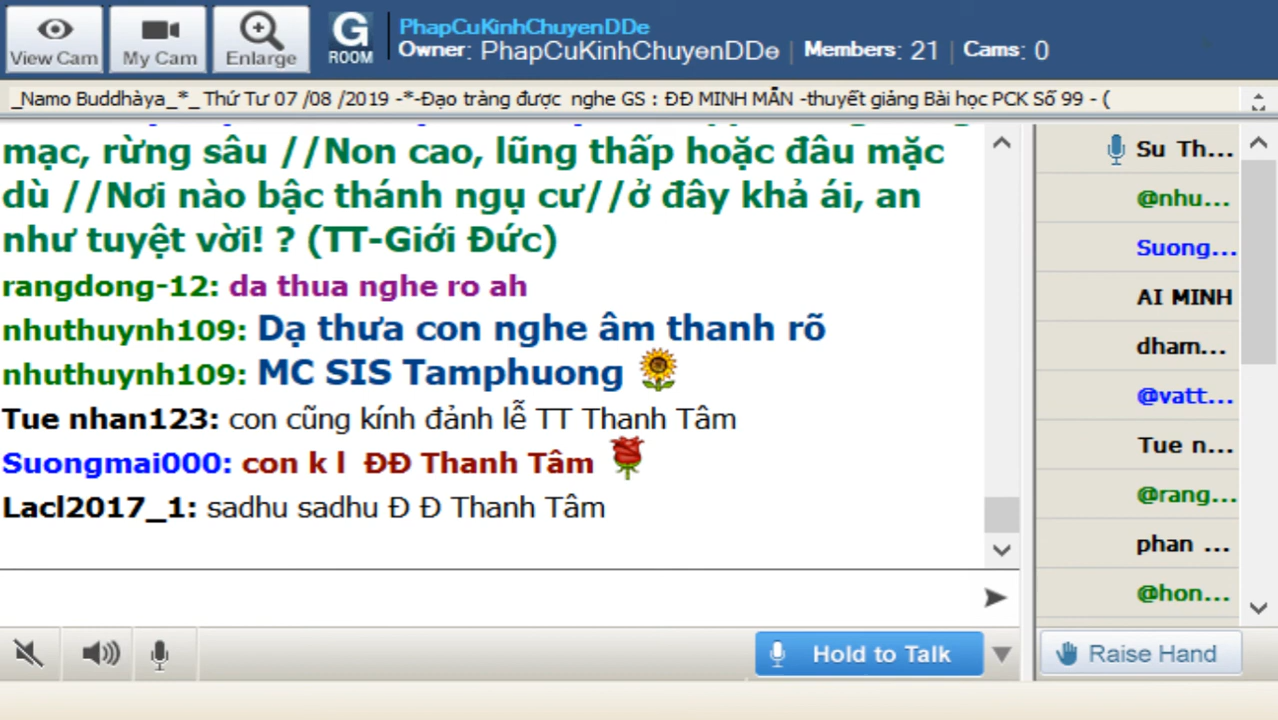 View Cam
My Cam
Enlarge
G
ROOM
PhapCuKinhChuyenDDe
Owner: PhapCuKinhChuyenDDe | Members: 21 | Cams: 0
_Namo Buddhàya_*_ Thứ Tư 07 /08 /2019 -*-Đạo tràng được nghe GS : ĐĐ MINH MẪN -thuyết giảng Bài học PCK Số 99 - (
mạc, rừng sâu //Non cao, lũng thấp hoặc đâu mặc
dù //Nơi nào bậc thánh ngụ cư//ở đây khả ái, an
như tuyệt vời! ? (TT-Giới Đức)
rangdong-12: da thua nghe ro ah
nhuthuynh109: Dạ thưa con nghe âm thanh rõ
nhuthuynh109: MC SIS Tamphuong
Tue nhan123: con cũng kính đảnh lễ TT Thanh Tâm
Suongmai000: con k l ĐĐ Thanh Tâm
Lacl2017_1: sadhu sadhu Đ Đ Thanh Tâm
Su Th...
@nhu...
Suong...
AI MINH
dham...
@vatt...
Tue n...
@rang...
phan ...
@hon...
Hold to Talk
Raise Hand